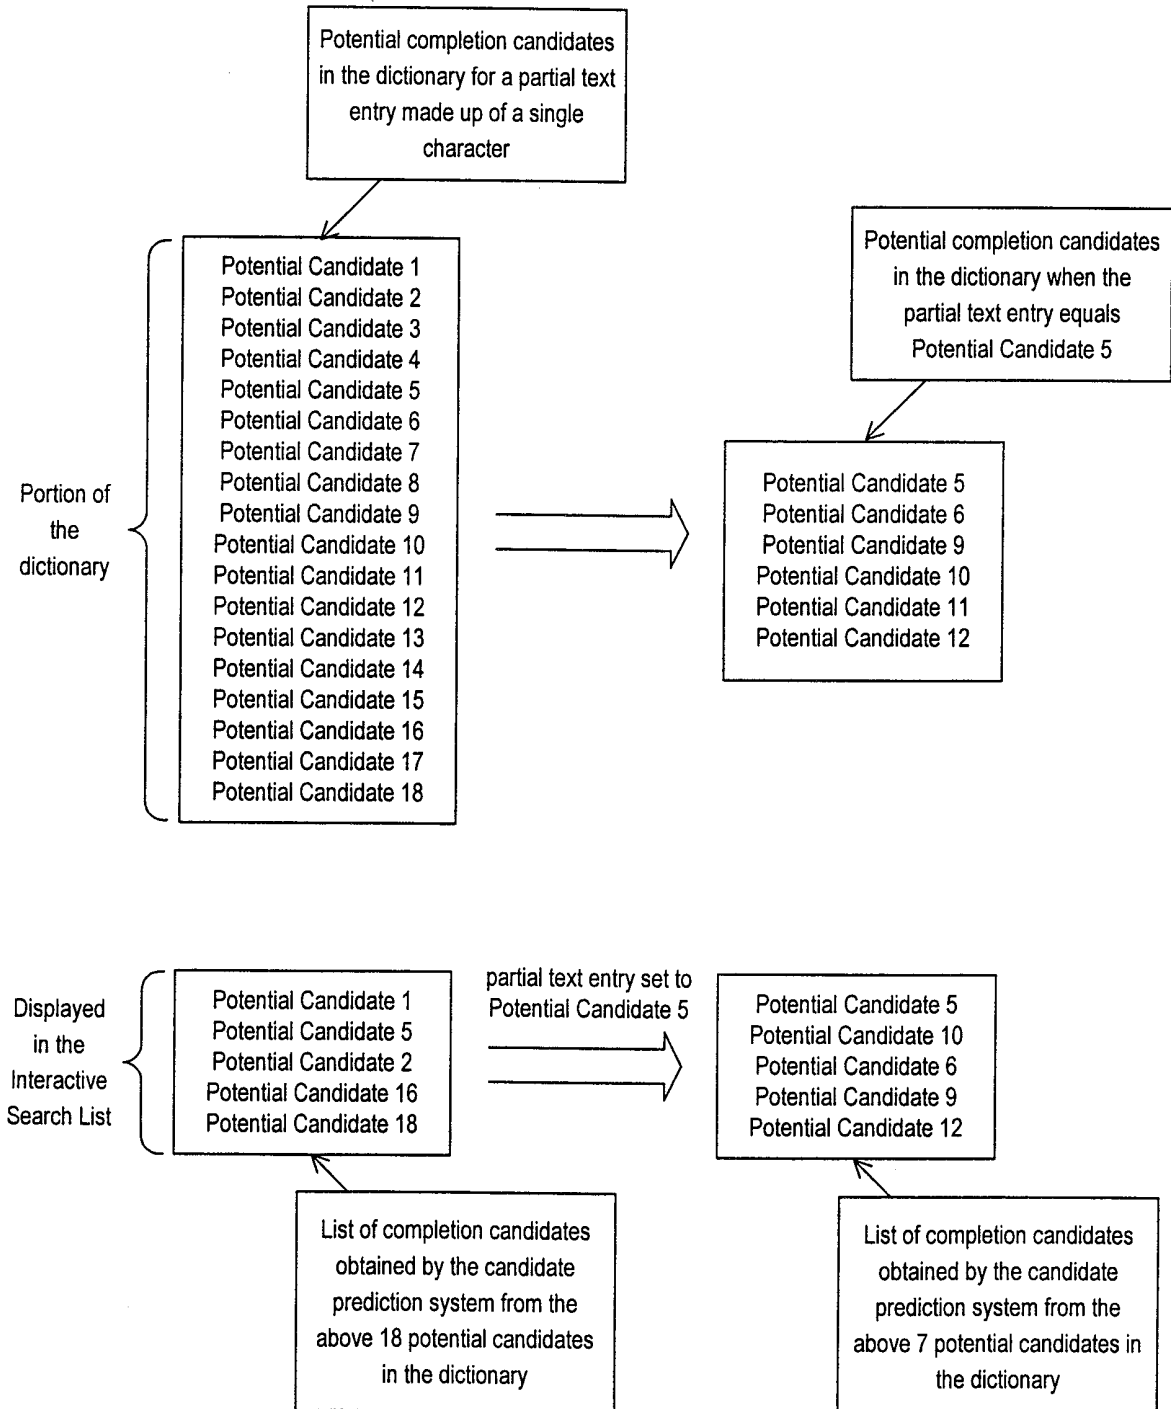 Potential completion candidates
in the dictionary for a partial text
entry made up of a single
character
Potential completion candidates
in the dictionary when the
partial text entry equals
Potential Candidate 5
Portion of
the
dictionary
Potential Candidate 1
Potential Candidate 2
Potential Candidate 3
Potential Candidate 4
Potential Candidate 5
Potential Candidate 6
Potential Candidate 7
Potential Candidate 8
Potential Candidate 9
Potential Candidate 10
Potential Candidate 11
Potential Candidate 12
Potential Candidate 13
Potential Candidate 14
Potential Candidate 15
Potential Candidate 16
Potential Candidate 17
Potential Candidate 18
Potential Candidate 5
Potential Candidate 6
Potential Candidate 9
Potential Candidate 10
Potential Candidate 11
Potential Candidate 12
Displayed
in the
Interactive
Search List
Potential Candidate 1
Potential Candidate 5
Potential Candidate 2
Potential Candidate 16
Potential Candidate 18
partial text entry set to
Potential Candidate 5
Potential Candidate 5
Potential Candidate 10
Potential Candidate 6
Potential Candidate 9
Potential Candidate 12
List of completion candidates
obtained by the candidate
prediction system from the
above 18 potential candidates
in the dictionary
List of completion candidates
obtained by the candidate
prediction system from the
above 7 potential candidates in
the dictionary